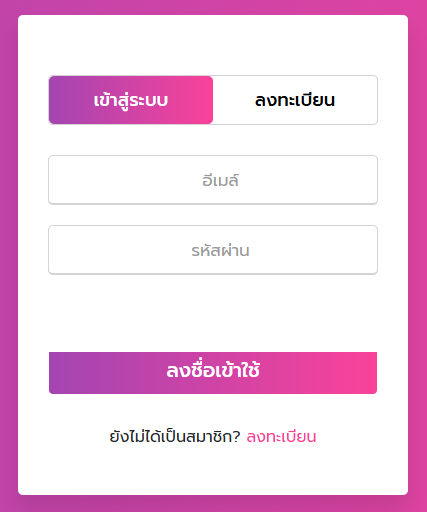 เข้าสู่ระบบ ลงทะเบียน
อีเมล์
รหัสผ่าน
ลงชื่อเข้าใช้
ยังไม่ได้เป็นสมาชิก? ลงทะเบียน